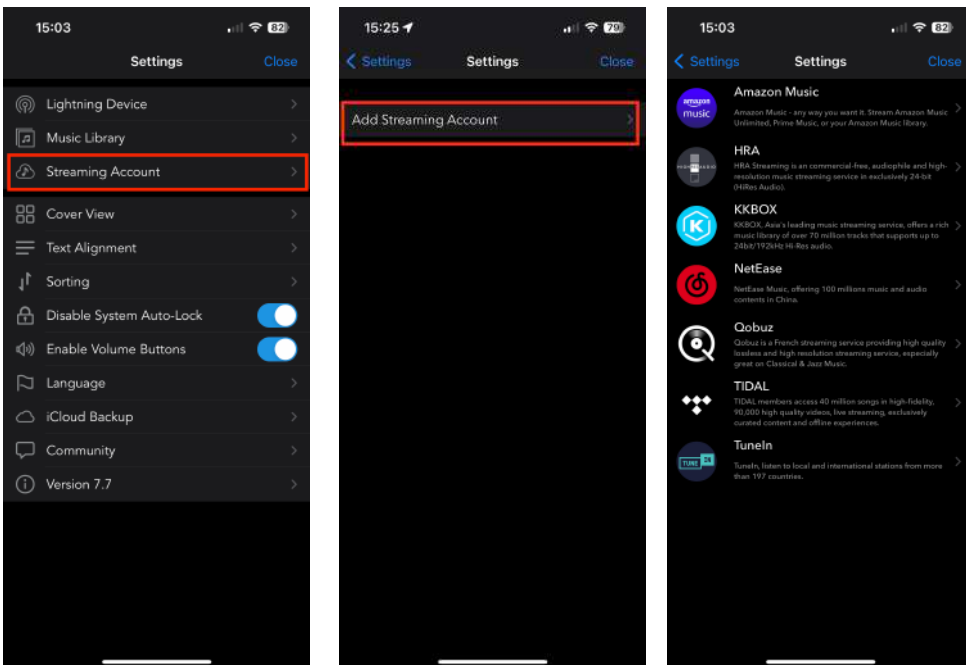 15:03
82
Settings
Close
Lightning Device
Music Library
Streaming Account
Cover View
Text Alignment
Sorting
Disable System Auto-Lock
Enable Volume Buttons
Language
iCloud Backup
Community
Version 7.7
15:25
79
Settings
Settings
Close
Add Streaming Account
15:03
82
Settings
Settings
Close
amazon
music
Amazon Music
Amazon Music - any way you want it. Stream Amazon Music
Unlimited, Prime Music, or your Amazon Music library.
HRA
HRA Streaming is an commercial-free, audiophile and high-
resolution music streaming service in exclusively 24-bit
(HiRes Audio).
KKBOX
KKBOX, Asia's leading music streaming service, offers a rich
music library of over 70 million tracks that supports up to
24bit/192kHz Hi-Res audio.
NetEase
NetEase Music, offering 100 millions music and audio
contents in China.
Qobuz
Qobuz is a French streaming service providing high quality
lossless and high resolution streaming service, especially
great on Classical & Jazz Music.
TIDAL
TIDAL members access 40 million songs in high-fidelity,
90,000 high quality videos, live streaming, exclusively
curated content and offline experiences.
TUNE IN
TuneIn
TuneIn, listen to local and international stations from more
than 197 countries.